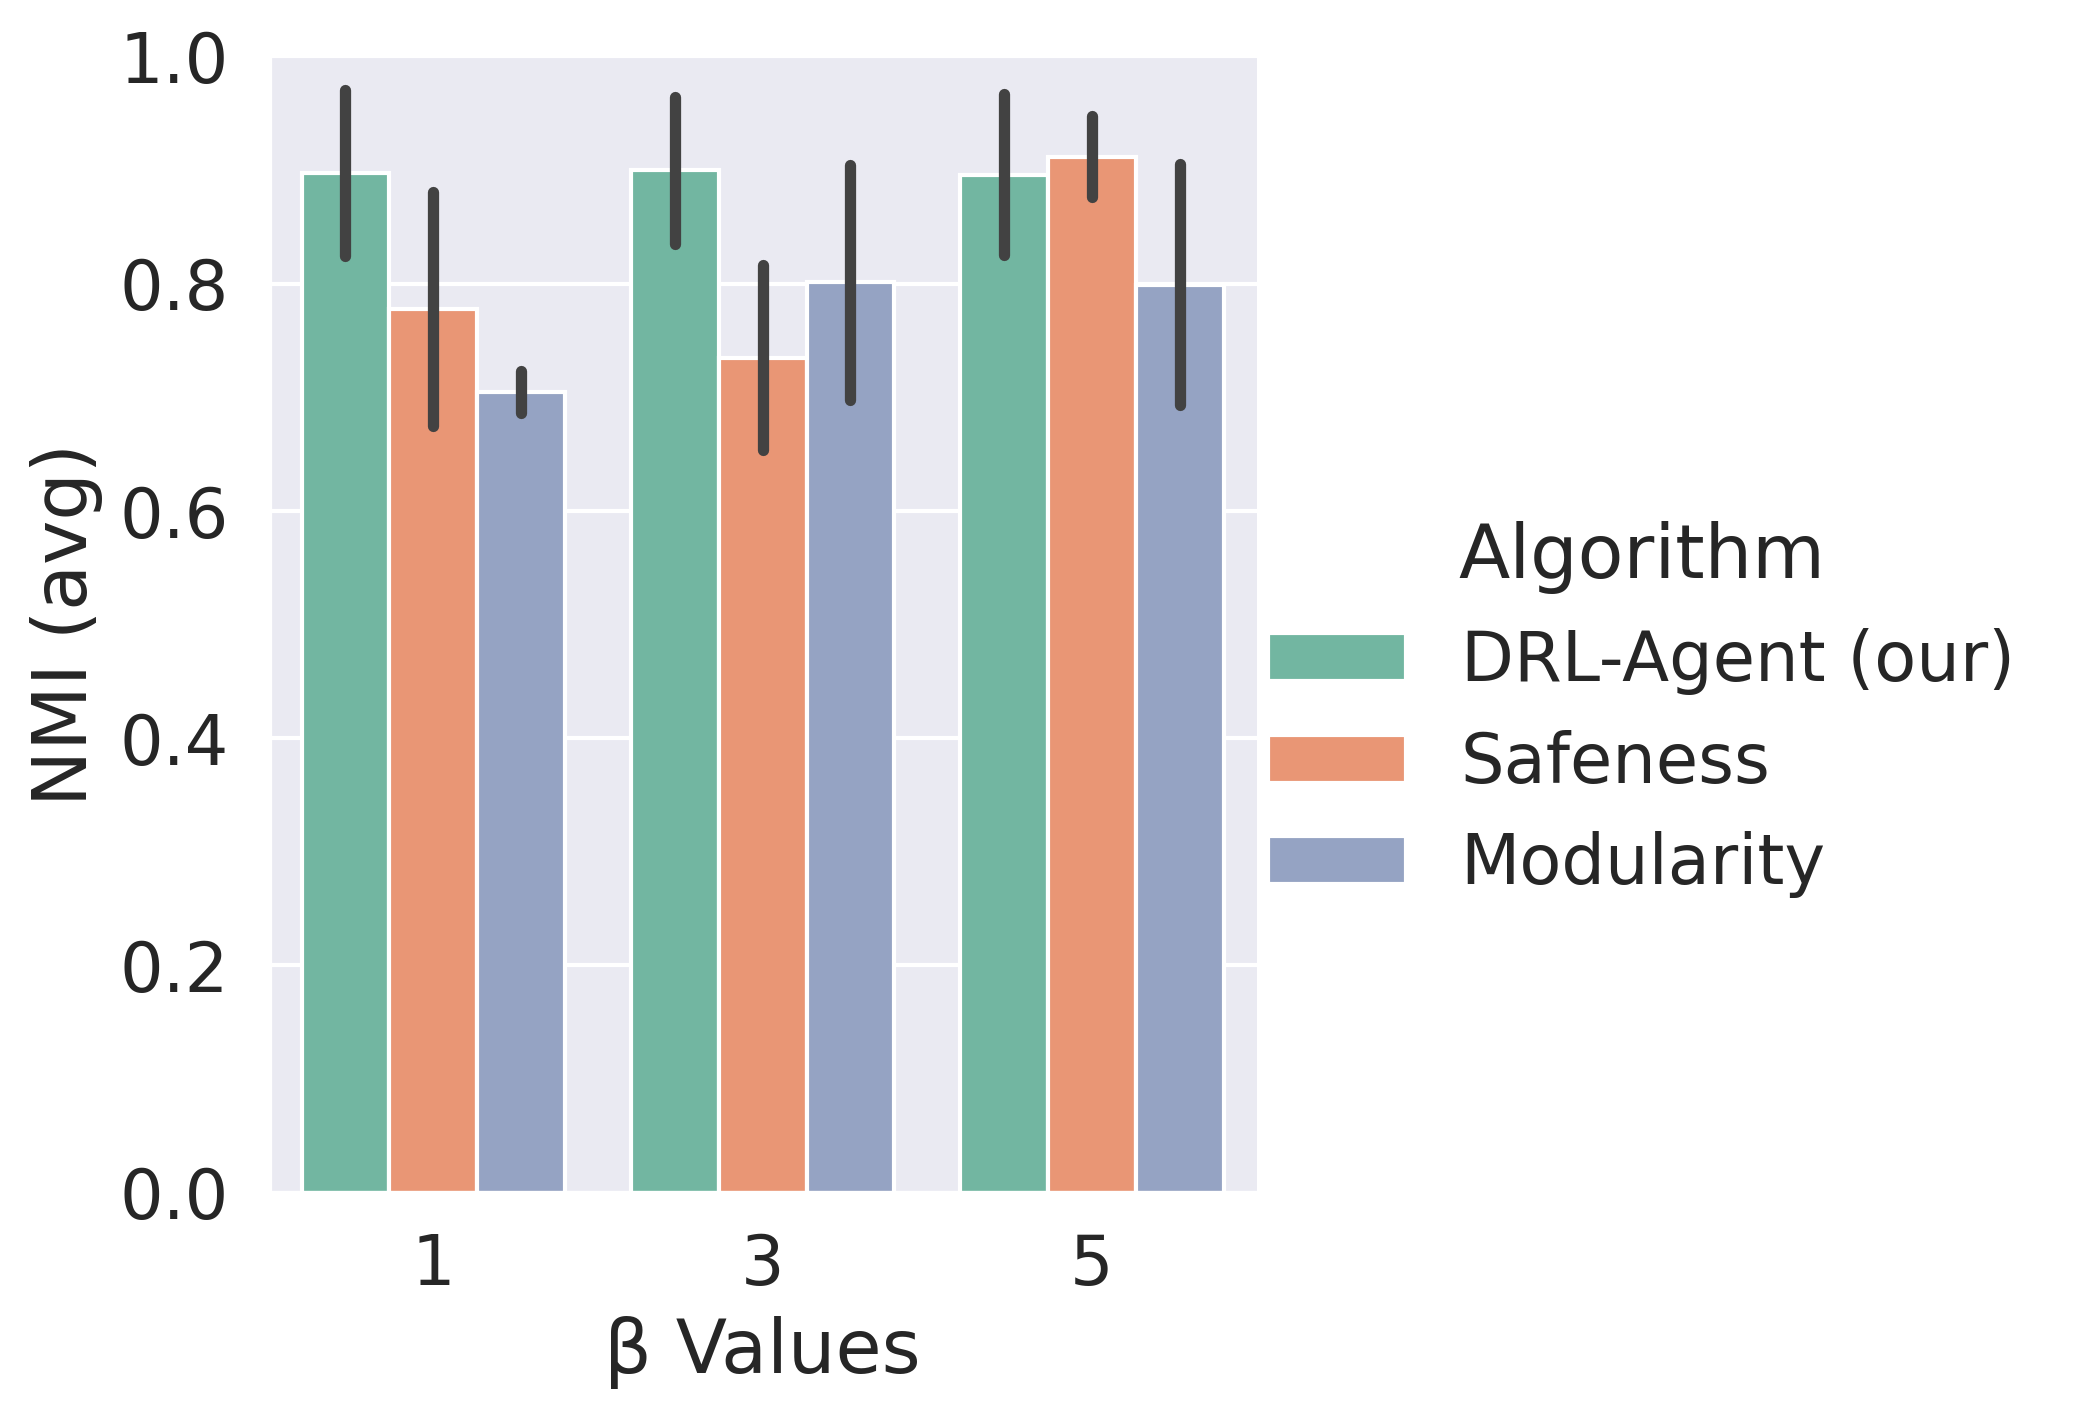 1.0
0.8
0.6
0.4
0.2
0.0
NMI (avg)
1 3 5
β Values
Algorithm
DRL-Agent (our)
Safeness
Modularity